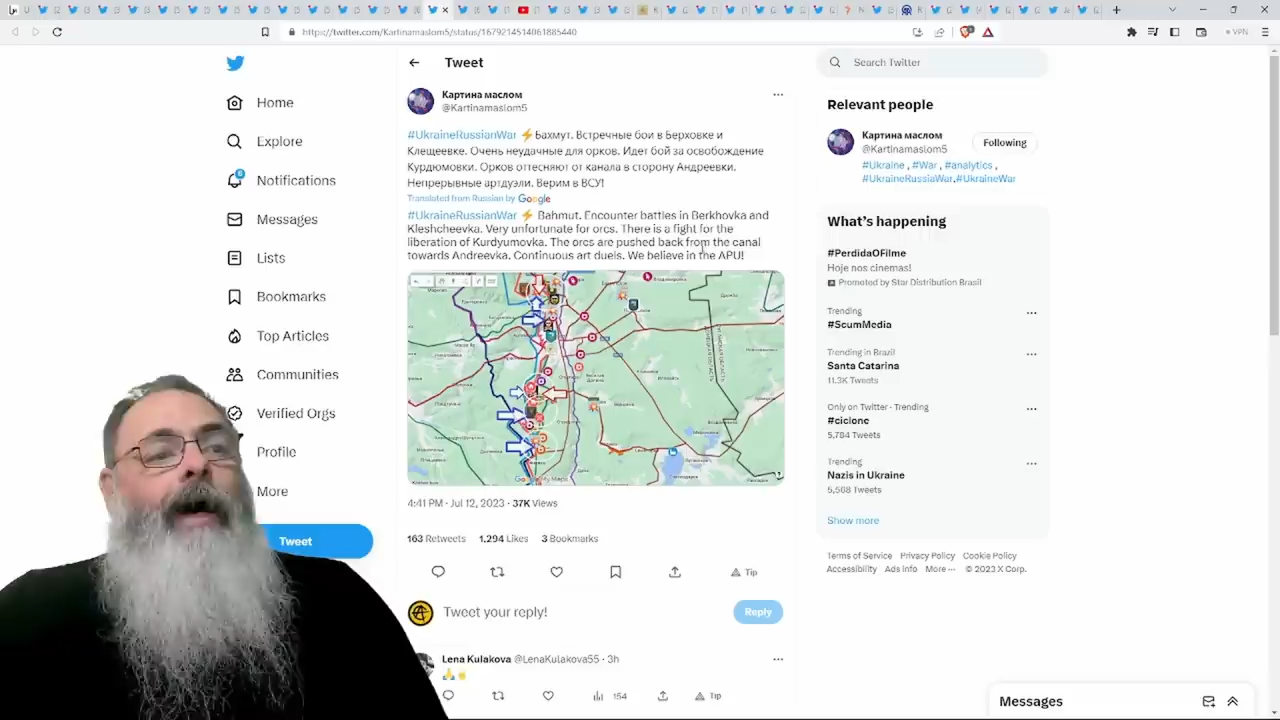 https://twitter.com/Kartinamaslom5/status/1679214514061885440
VPN
Home
Explore
6
Notifications
Messages
Lists
Bookmarks
Top Articles
Communities
Verified Orgs
Profile
More
Tweet
Tweet
Картина маслом
@Kartinamaslom5
#UkraineRussianWar ⚡Бахмут. Встречные бои в Берховке и
Клещеевке. Очень неудачные для орков. Идет бой за освобождение
Курдюмовки. Орков оттесняют от канала в сторону Андреевки.
Непрерывные артдуэли. Верим в ВСУ!
Translated from Russian by Google
#UkraineRussianWar ⚡ Bahmut. Encounter battles in Berkhovka and
Kleshcheevka. Very unfortunate for orcs. There is a fight for the
liberation of Kurdyumovka. The orcs are pushed back from the canal
towards Andreevka. Continuous art duels. We believe in the APU!
4:41 PM · Jul 12, 2023 · 37K Views
163 Retweets 1,294 Likes 3 Bookmarks
Tip
Tweet your reply!
Reply
Lena Kulakova @LenaKulakova55 · 3h
154
Tip
Search Twitter
Relevant people
Картина маслом
@Kartinamaslom5
Following
#Ukraine , #War , #analytics ,
#UkraineRussiaWar,#UkraineWar
What's happening
#PerdidaOFilme
Hoje nos cinemas!
Promoted by Star Distribution Brasil
Trending
#ScumMedia
Trending in Brazil
Santa Catarina
11.3K Tweets
Only on Twitter · Trending
#ciclone
5,784 Tweets
Trending
Nazis in Ukraine
5,568 Tweets
Show more
Terms of Service Privacy Policy Cookie Policy
Accessibility Ads info More ··· © 2023 X Corp.
Messages